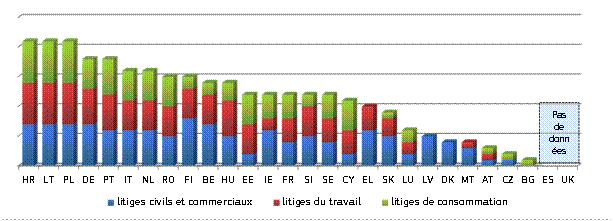 Pas
de
donn
ées
HR LT PL DE PT IT NL RO FI BE HU EE IE FR SI SE CY EL SK LU LV DK MT AT CZ BG ES UK
litiges civils et commerciaux litiges du travail litiges de consommation